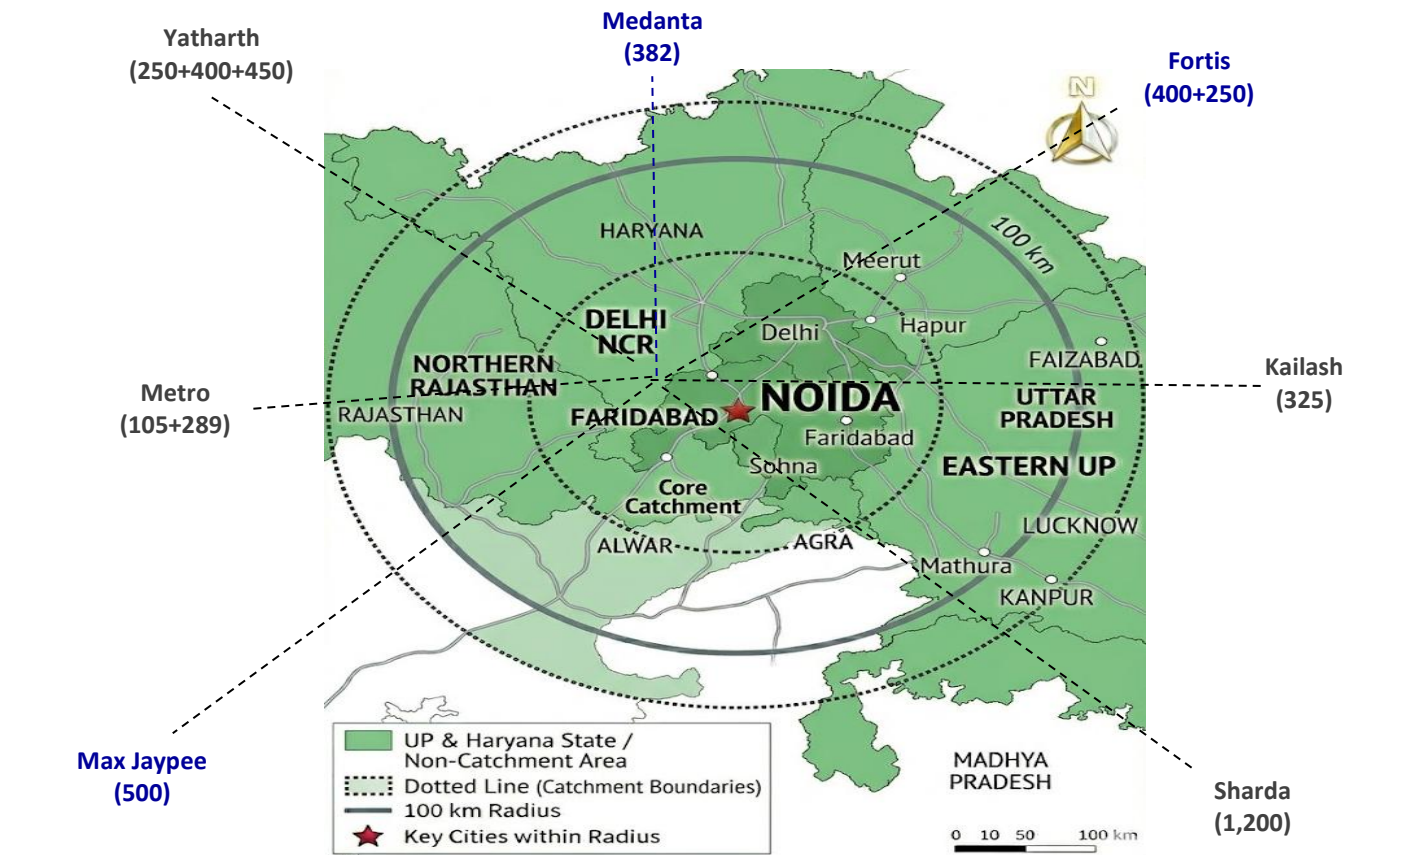 Medanta
(382)
Yatharth
(250+400+450)
Fortis
(400+250)
N
HARYANA
100 km
Meerut
DELHI
NCR
Delhi
Hapur
FAIZABAD
NORTHERN
RAJASTHAN
Kailash
(325)
Metro
(105+289)
RAJASTHAN
FARIDABAD
NOIDA
UTTAR
PRADESH
Faridabad
Sohna
EASTERN UP
Core
Catchment
LUCKNOW
ALWAR
AGRA
Mathura
KANPUR
Max Jaypee
(500)
UP & Haryana State /
Non-Catchment Area
Dotted Line (Catchment Boundaries)
100 km Radius
Key Cities within Radius
MADHYA
PRADESH
Sharda
(1,200)
0 10 50 100 km